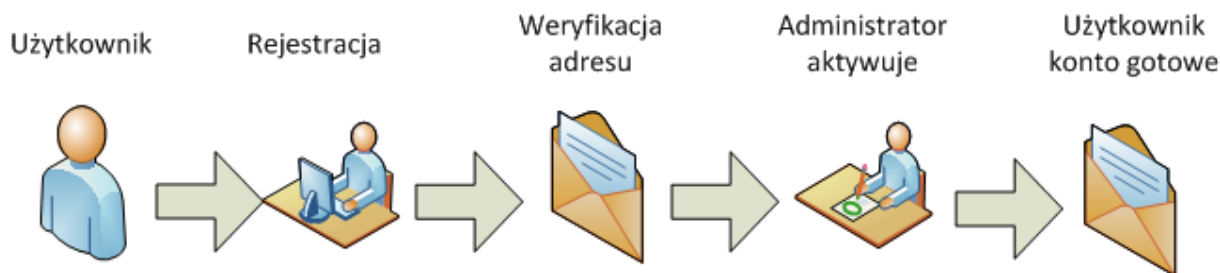 Użytkownik
Rejestracja
Weryfikacja
adresu
Administrator
aktywuje
Użytkownik
konto gotowe